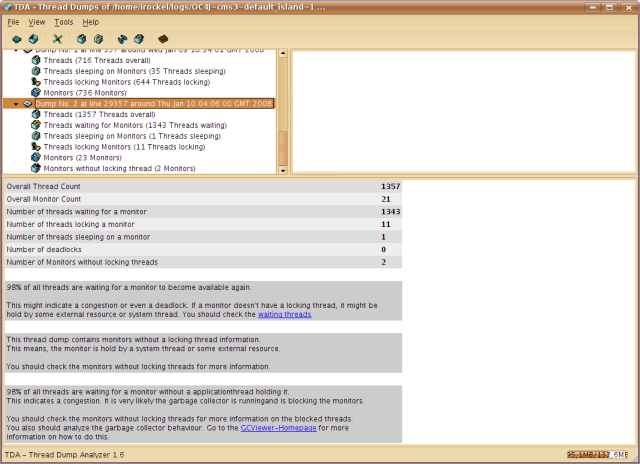 TDA - Thread Dumps of /home/irockel/logs/OC4J~cms3~default_island~1 ...
File View Tools Help
Dump No. 1 at line 337 around Wed Jan 09 18:34:01 GMT 2008
Threads (716 Threads overall)
Threads sleeping on Monitors (35 Threads sleeping)
Threads locking Monitors (644 Threads locking)
Monitors (736 Monitors)
Dump No. 2 at line 29357 around Thu Jan 10 04:06:00 GMT 2008
Threads (1357 Threads overall)
Threads waiting for Monitors (1343 Threads waiting)
Threads sleeping on Monitors (1 Threads sleeping)
Threads locking Monitors (11 Threads locking)
Monitors (23 Monitors)
Monitors without locking thread (2 Monitors)
Overall Thread Count 1357
Overall Monitor Count 21
Number of threads waiting for a monitor 1343
Number of threads locking a monitor 11
Number of threads sleeping on a monitor 1
Number of deadlocks 0
Number of Monitors without locking threads 2
98% of all threads are waiting for a monitor to become available again.
This might indicate a congestion or even a deadlock. If a monitor doesn't have a locking thread, it might be
hold by some external resource or system thread. You should check the waiting threads.
This thread dump contains monitors without a locking thread information.
This means, the monitor is hold by a system thread or some external resource.
You should check the monitors without locking threads for more information.
98% of all threads are waiting for a monitor without a applicationthread holding it.
This indicates a congestion. It is very likely the garbage collector is runningand is blocking the monitors.
You should check the monitors without locking threads for more information on the blocked threads.
You also should analyze the garbage collector behaviour. Go to the GCViewer-Homepage for more
information on how to do this.
TDA - Thread Dump Analyzer 1.6
95,1MB/132,6MB